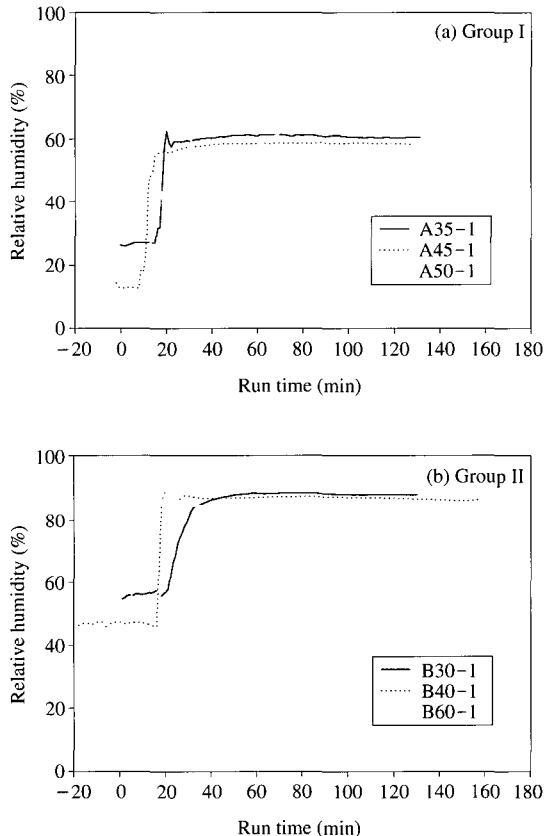 (a) Group I
100
80
60
40
20
0
Relative humidity (%)
A35-1
A45-1
A50-1
−20 0 20 40 60 80 100 120 140 160 180
Run time (min)
(b) Group II
100
80
60
40
20
0
Relative humidity (%)
B30-1
B40-1
B60-1
−20 0 20 40 60 80 100 120 140 160 180
Run time (min)